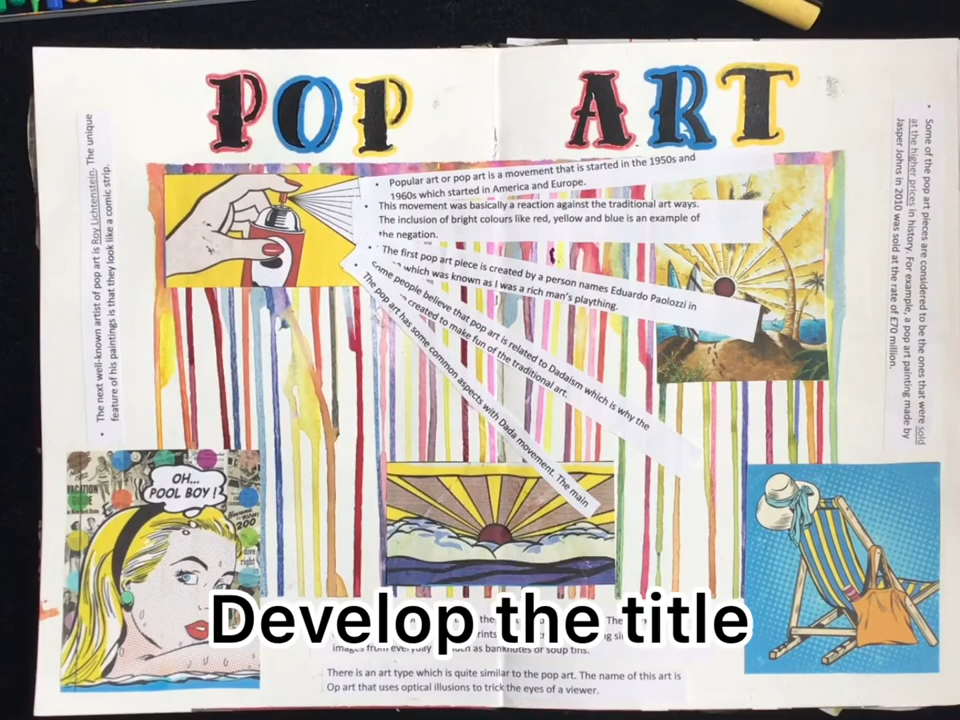 POP ART
• Popular art or pop art is a movement that is started in the 1950s and
1960s which started in America and Europe.
• This movement was basically a reaction against the traditional art ways.
The inclusion of bright colours like red, yellow and blue is an example of
the negation.
• The first pop art piece is created by a person names Eduardo Paolozzi in
which was known as I was a rich man's plaything.
Some people believe that pop art is related to Dadaism which is why the
created to make fun of the traditional art.
• The pop art has some common aspects with Dada movement. The main
• The next well-known artist of pop art is Roy Lichtenstein. The unique
feature of his paintings is that they look like a comic strip.
• Some of the pop art pieces are considered to be the ones that were sold
at the higher prices in history. For example, a pop art painting made by
Jasper Johns in 2010 was sold at the rate of £70 million.
OH...
POOL BOY!
VACATION
200
dive
right
Develop the title
The
images from everyday as banknotes or soup tins.
There is an art type which is quite similar to the pop art. The name of this art is
Op art that uses optical illusions to trick the eyes of a viewer.